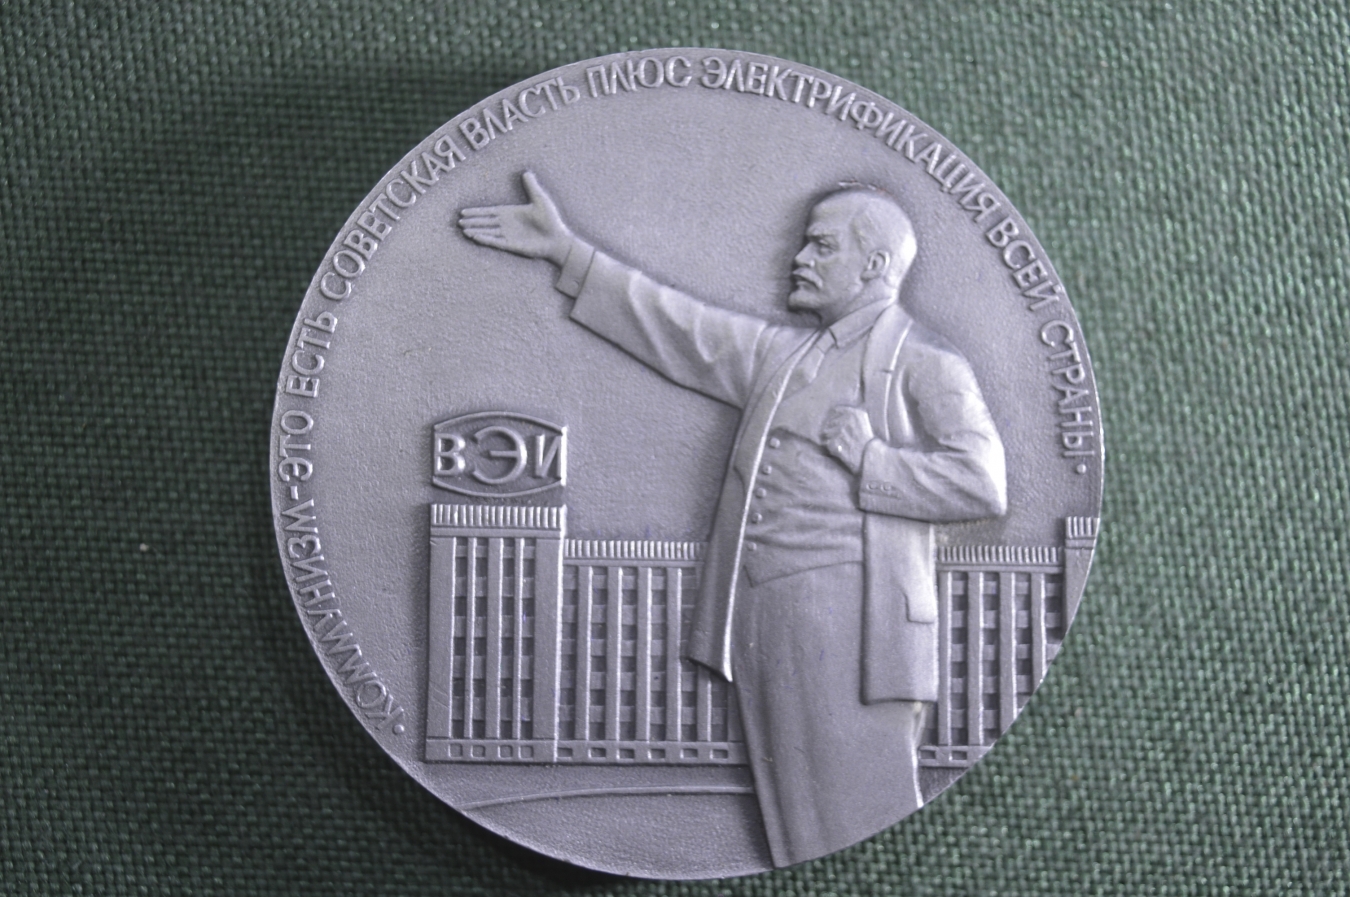 ·КОММУНИЗМ-ЭТО ЕСТЬ СОВЕТСКАЯ ВЛАСТЬ ПЛЮС ЭЛЕКТРИФИКАЦИЯ ВСЕЙ СТРАНЫ·
ВЭИ